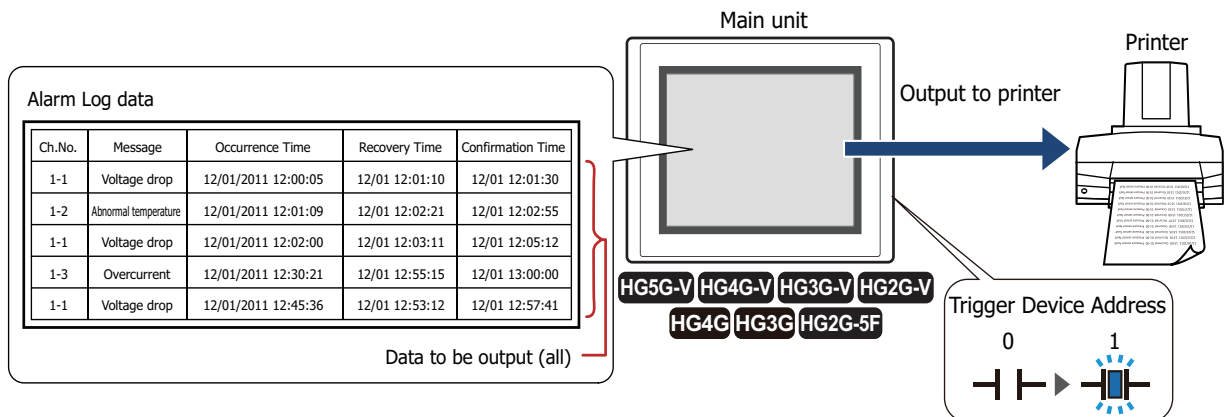 Main unit
Printer
Alarm Log data
Output to printer
Ch.No. Message Occurrence Time Recovery Time Confirmation Time
1-1 Voltage drop 12/01/2011 12:00:05 12/01 12:01:10 12/01 12:01:30
1-2 Abnormal temperature 12/01/2011 12:01:09 12/01 12:02:21 12/01 12:02:55
1-1 Voltage drop 12/01/2011 12:02:00 12/01 12:03:11 12/01 12:05:12
1-3 Overcurrent 12/01/2011 12:30:21 12/01 12:55:15 12/01 13:00:00
1-1 Voltage drop 12/01/2011 12:45:36 12/01 12:53:12 12/01 12:57:41
Data to be output (all)
HG5G-V HG4G-V HG3G-V HG2G-V
HG4G HG3G HG2G-5F
Trigger Device Address
0 1